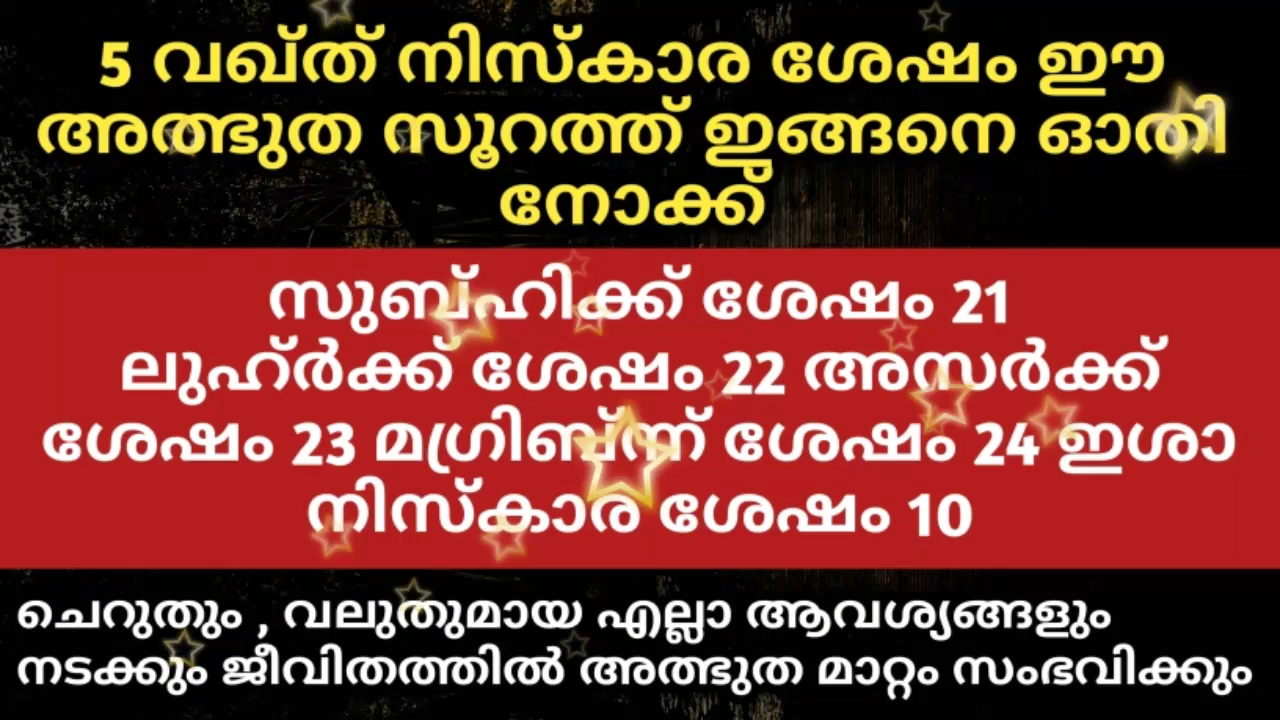 5 വഖ്ത് നിസ്കാര ശേഷം ഈ
അത്ഭുത സൂറത്ത് ഇങ്ങനെ ഓതി
നോക്ക്
സുബ്ഹിക്ക് ശേഷം 21
ലുഹ്ർക്ക് ശേഷം 22 അസർക്ക്
ശേഷം 23 മഗ്രിബ്ന്ന് ശേഷം 24 ഇശാ
നിസ്കാര ശേഷം 10
ചെറുതും , വലുതുമായ എല്ലാ ആവശ്യങ്ങളും
നടക്കും ജീവിതത്തിൽ അത്ഭുത മാറ്റം സംഭവിക്കും